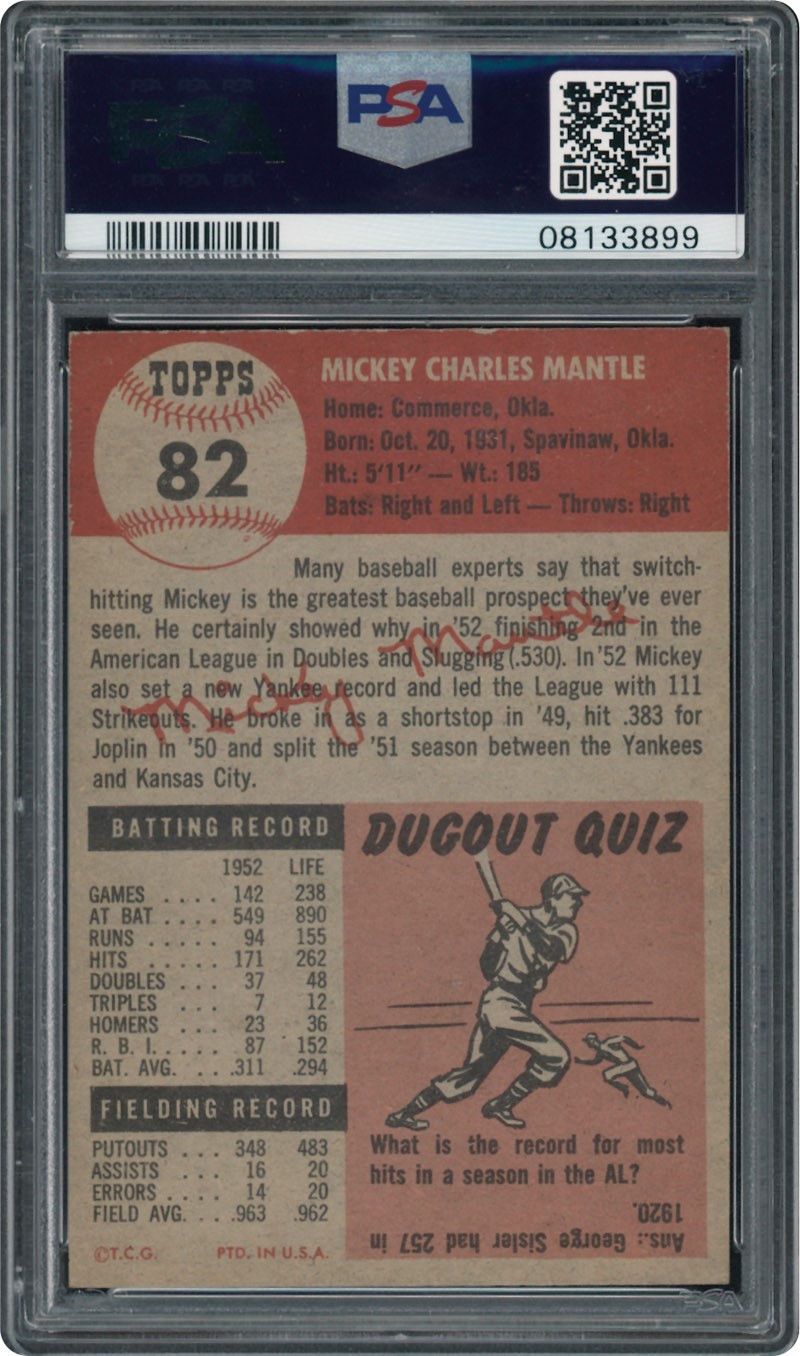 PSA
08133899
TOPPS
82
MICKEY CHARLES MANTLE
Home: Commerce, Okla.
Born: Oct. 20, 1931, Spavinaw, Okla.
Ht.: 5'11" — Wt.: 185
Bats: Right and Left — Throws: Right
Many baseball experts say that switch-
hitting Mickey is the greatest baseball prospect they've ever
seen. He certainly showed why in '52 finishing 2nd in the
American League in Doubles and Slugging (.530). In '52 Mickey
also set a new Yankee record and led the League with 111
Strikeouts. He broke in as a shortstop in '49, hit .383 for
Joplin in '50 and split the '51 season between the Yankees
and Kansas City.
Micky Mantle
BATTING RECORD
1952 LIFE
GAMES .... 142 238
AT BAT .... 549 890
RUNS ..... 94 155
HITS ..... 171 262
DOUBLES ... 37 48
TRIPLES ... 7 12
HOMERS ... 23 36
R. B. I. .... 87 152
BAT. AVG. ... .311 .294
FIELDING RECORD
PUTOUTS ... 348 483
ASSISTS ... 16 20
ERRORS .... 14 20
FIELD AVG. ... .963 .962
©T.C.G. PTD. IN U.S.A.
DUGOUT QUIZ
What is the record for most
hits in a season in the AL?
Ans.: George Sisler had 257 in
1920.
PSA